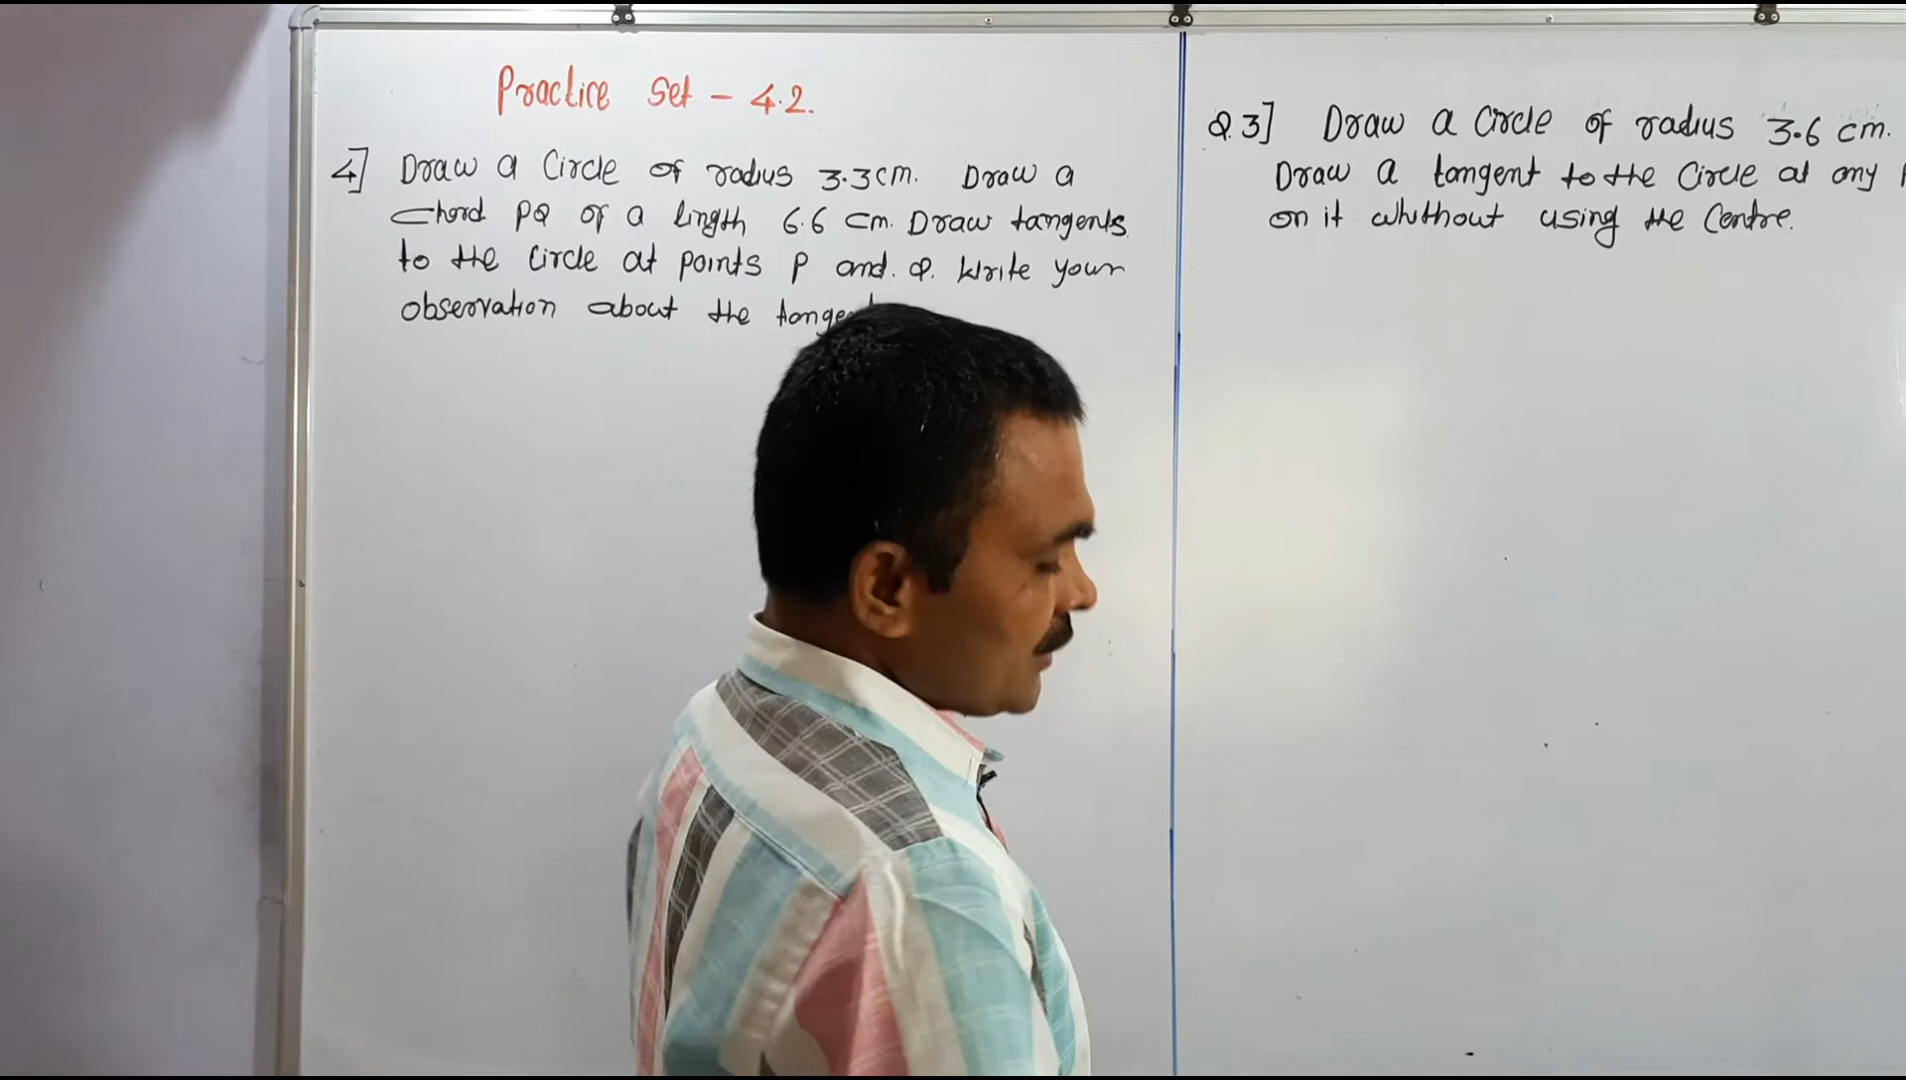 Practice Set - 4.2.
4] Draw a Circle of radius 3.3cm. Draw a
Chord PQ of a lingth 6.6 cm. Draw tangents
to the Circle at points P and. Q. Write your
observation about the
Q.3] Draw a Circle of radius 3.6 cm.
Draw a tangent to the Circle at any
on it whithout using the Centre.